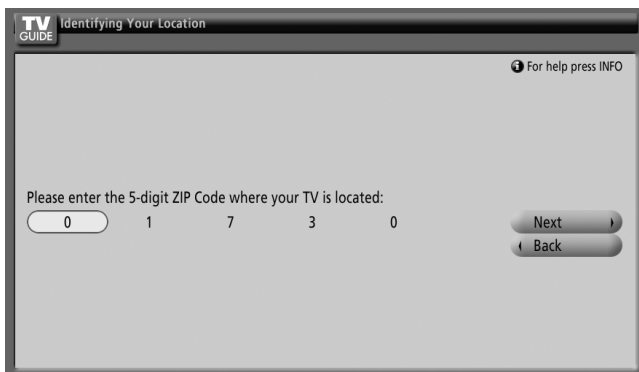 TV
GUIDE
Identifying Your Location
For help press INFO
Please enter the 5-digit ZIP Code where your TV is located:
0 1 7 3 0
Next
Back